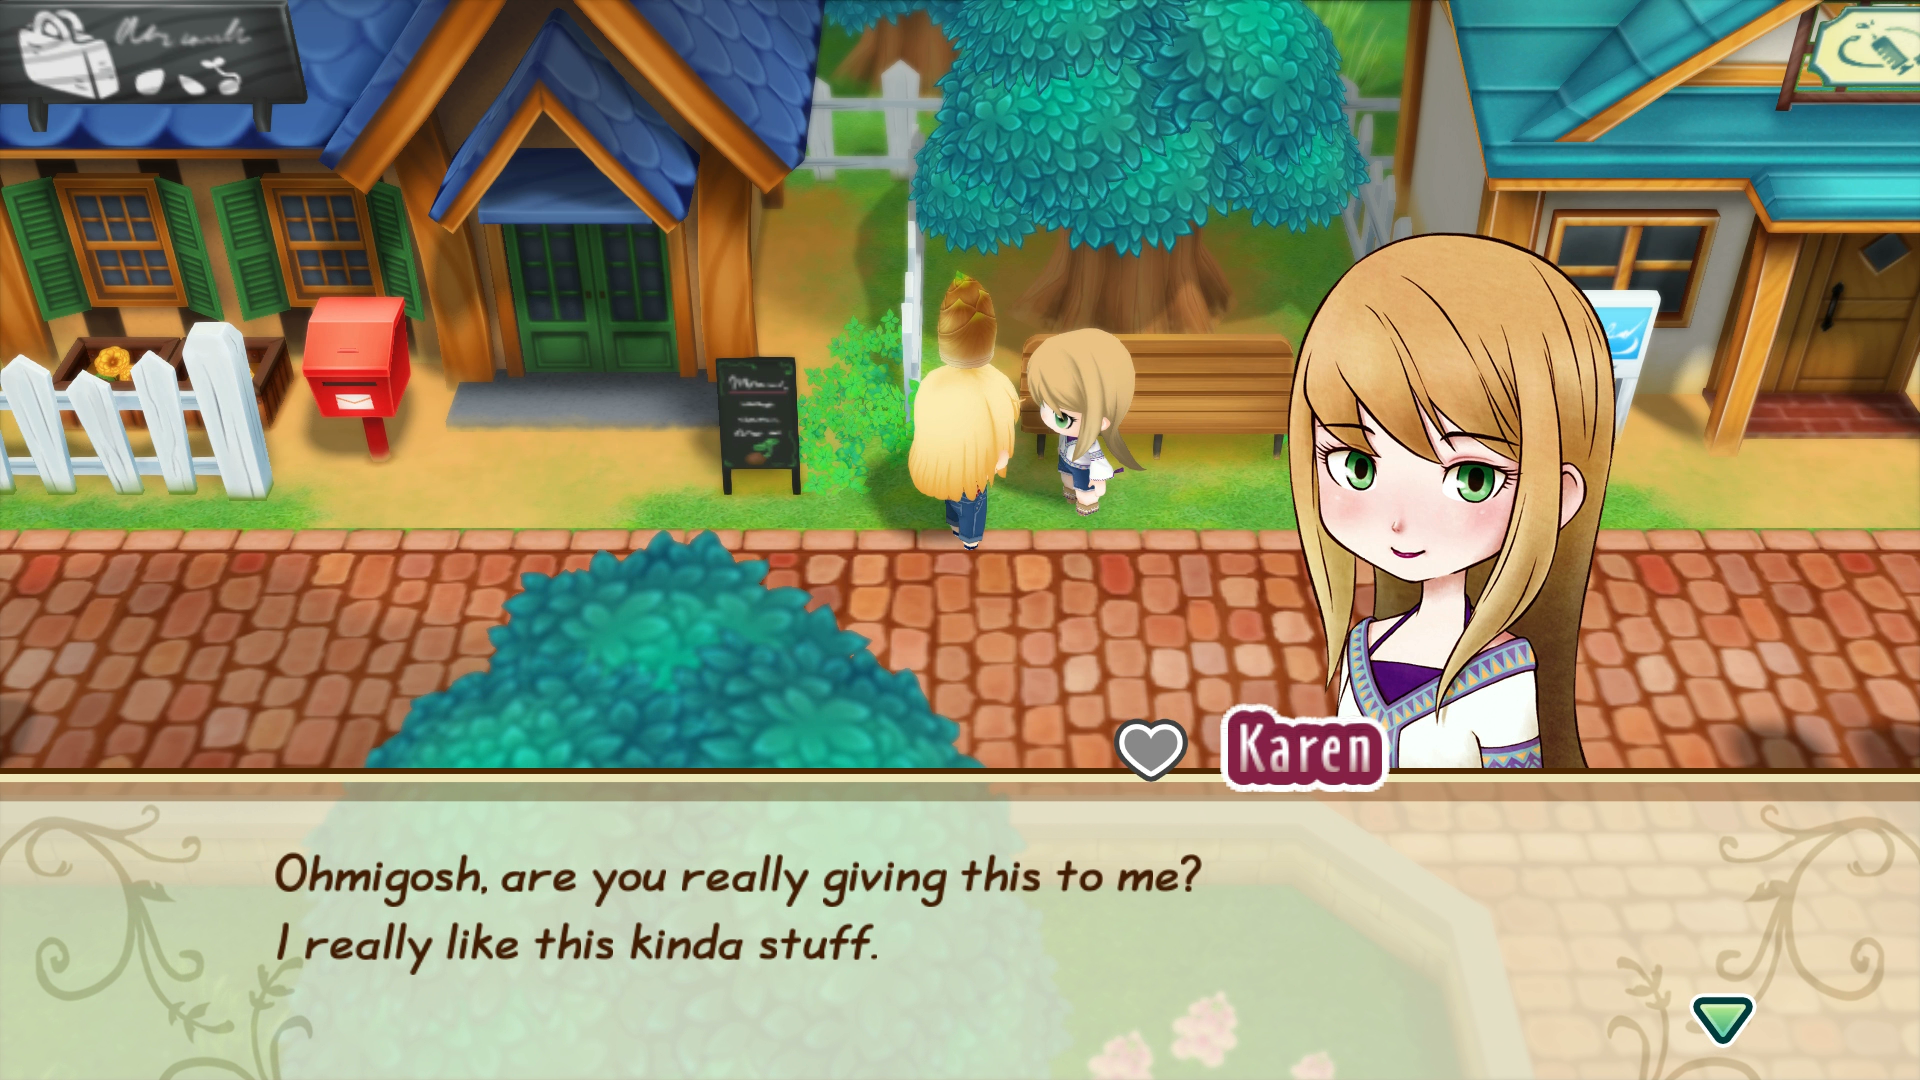 Karen
Ohmigosh, are you really giving this to me?
I really like this kinda stuff.